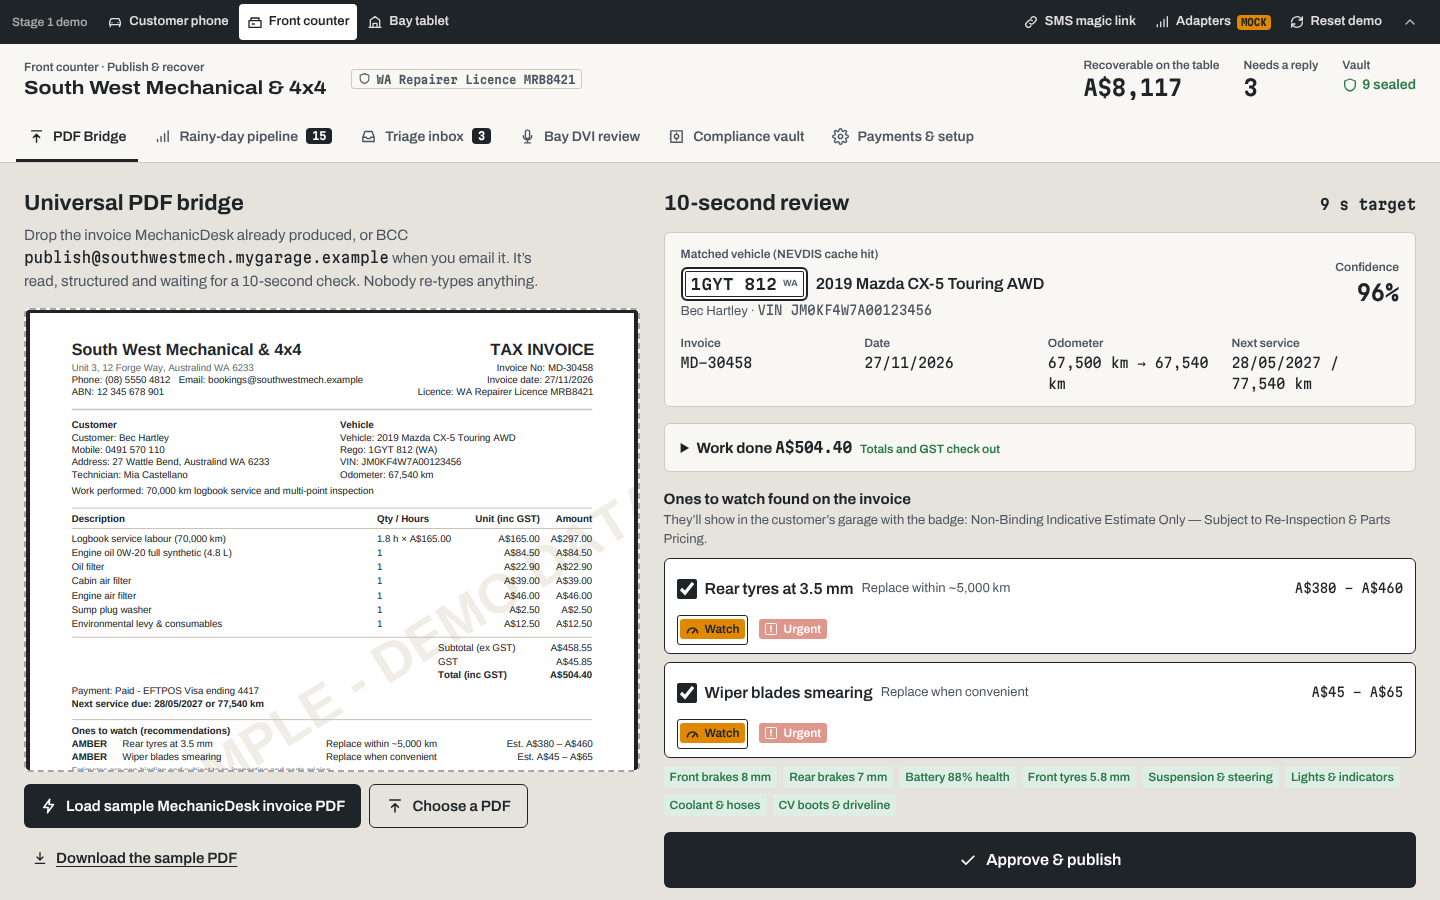 Stage 1 demo
Customer phone
Front counter
Bay tablet
SMS magic link
Adapters MOCK
Reset demo
Front counter · Publish & recover
South West Mechanical & 4x4
WA Repairer Licence MRB8421
Recoverable on the table
A$8,117
Needs a reply
3
Vault
9 sealed
PDF Bridge
Rainy-day pipeline 15
Triage inbox 3
Bay DVI review
Compliance vault
Payments & setup
Universal PDF bridge
Drop the invoice MechanicDesk already produced, or BCC
publish@southwestmech.mygarage.example when you email it. It's
read, structured and waiting for a 10-second check. Nobody re-types anything.
South West Mechanical & 4x4
TAX INVOICE
Unit 3, 12 Forge Way, Australind WA 6233
Invoice No: MD-30458
Phone: (08) 5550 4812 Email: bookings@southwestmech.example
Invoice date: 27/11/2026
ABN: 12 345 678 901
Licence: WA Repairer Licence MRB8421
Customer
Vehicle
Customer: Bec Hartley
Vehicle: 2019 Mazda CX-5 Touring AWD
Mobile: 0491 570 110
Rego: 1GYT 812 (WA)
Address: 27 Wattle Bend, Australind WA 6233
VIN: JM0KF4W7A00123456
Technician: Mia Castellano
Odometer: 67,540 km
Work performed: 70,000 km logbook service and multi-point inspection
Description Qty / Hours Unit (inc GST) Amount
Logbook service labour (70,000 km) 1.8 h × A$165.00 A$165.00 A$297.00
Engine oil 0W-20 full synthetic (4.8 L) 1 A$84.50 A$84.50
Oil filter 1 A$22.90 A$22.90
Cabin air filter 1 A$39.00 A$39.00
Engine air filter 1 A$46.00 A$46.00
Sump plug washer 1 A$2.50 A$2.50
Environmental levy & consumables 1 A$12.50 A$12.50
Subtotal (ex GST) A$458.55
GST A$45.85
Total (inc GST) A$504.40
Payment: Paid - EFTPOS Visa ending 4417
Next service due: 28/05/2027 or 77,540 km
Ones to watch (recommendations)
AMBER Rear tyres at 3.5 mm Replace within ~5,000 km Est. A$380 – A$460
AMBER Wiper blades smearing Replace when convenient Est. A$45 – A$65
MPLE - DEMO DAT
Load sample MechanicDesk invoice PDF
Choose a PDF
Download the sample PDF
10-second review
9 s target
Matched vehicle (NEVDIS cache hit)
1GYT 812 WA
2019 Mazda CX-5 Touring AWD
Bec Hartley · VIN JM0KF4W7A00123456
Confidence
96%
Invoice
MD-30458
Date
27/11/2026
Odometer
67,500 km → 67,540
km
Next service
28/05/2027 /
77,540 km
Work done A$504.40 Totals and GST check out
Ones to watch found on the invoice
They'll show in the customer's garage with the badge: Non-Binding Indicative Estimate Only — Subject to Re-Inspection & Parts
Pricing.
Rear tyres at 3.5 mm Replace within ~5,000 km A$380 – A$460
Watch Urgent
Wiper blades smearing Replace when convenient A$45 – A$65
Watch Urgent
Front brakes 8 mm Rear brakes 7 mm Battery 88% health Front tyres 5.8 mm Suspension & steering Lights & indicators
Coolant & hoses CV boots & driveline
Approve & publish